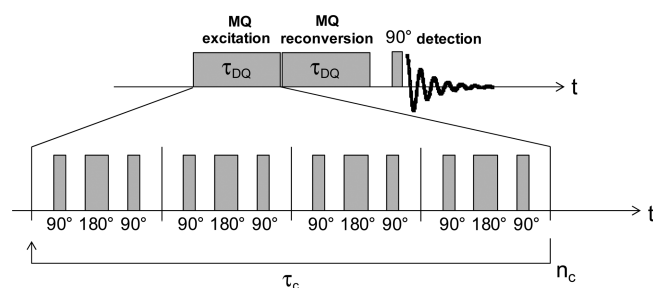 MQ excitation
MQ reconversion
90° detection
τDQ
τDQ
t
90° 180° 90°
90° 180° 90°
90° 180° 90°
90° 180° 90°
t
τc
nc